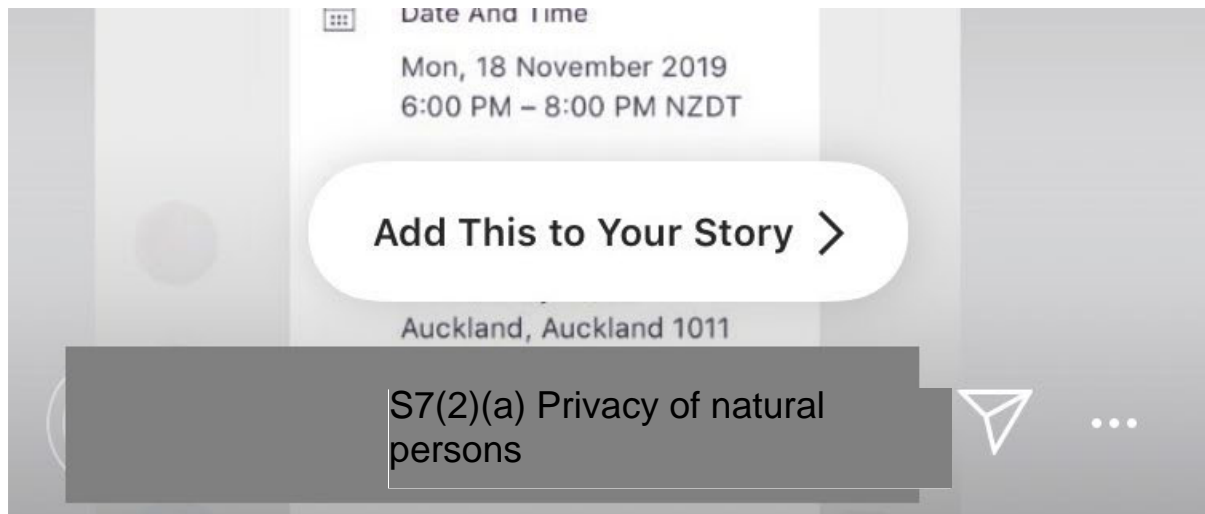 Date And Time
Mon, 18 November 2019
6:00 PM – 8:00 PM NZDT
Add This to Your Story
Auckland, Auckland 1011
S7(2)(a) Privacy of natural
persons